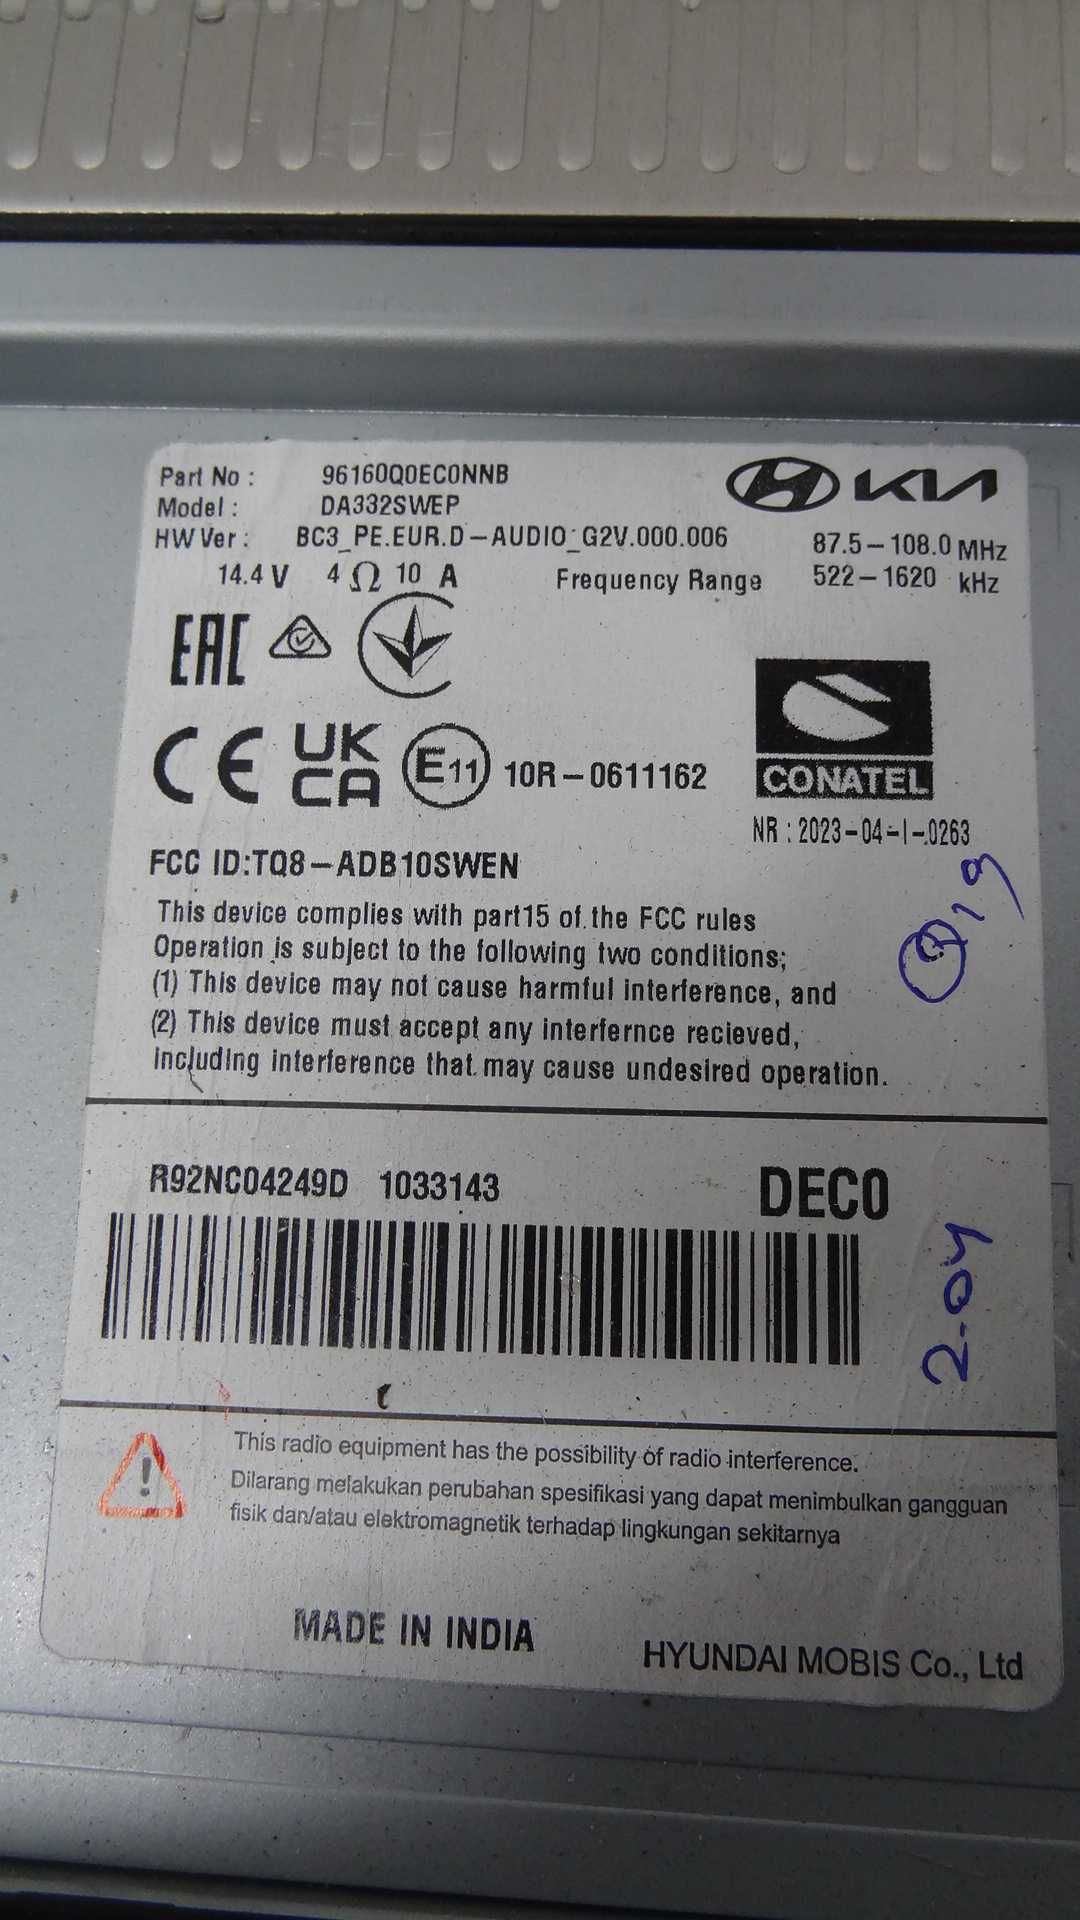 Part No : 96160Q0EC0NNB
KIA
Model : DA332SWEP
HW Ver : BC3_PE.EUR.D-AUDIO_G2V.000.006
14.4 V 4 Ω 10 A Frequency Range 87.5-108.0 MHz
522-1620 kHz
EAC
CE UK CA E11 10R-0611162
CONATEL
NR : 2023-04-I-.0263
FCC ID:TQ8-ADB10SWEN
This device complies with part15 of the FCC rules
Operation is subject to the following two conditions;
(1) This device may not cause harmful interference, and
(2) This device must accept any interfernce recieved,
including interference that may cause undesired operation.
R92NC04249D 1033143 DEC0
2.04
This radio equipment has the possibility of radio interference.
Dilarang melakukan perubahan spesifikasi yang dapat menimbulkan gangguan
fisik dan/atau elektromagnetik terhadap lingkungan sekitarnya
MADE IN INDIA
HYUNDAI MOBIS Co., Ltd